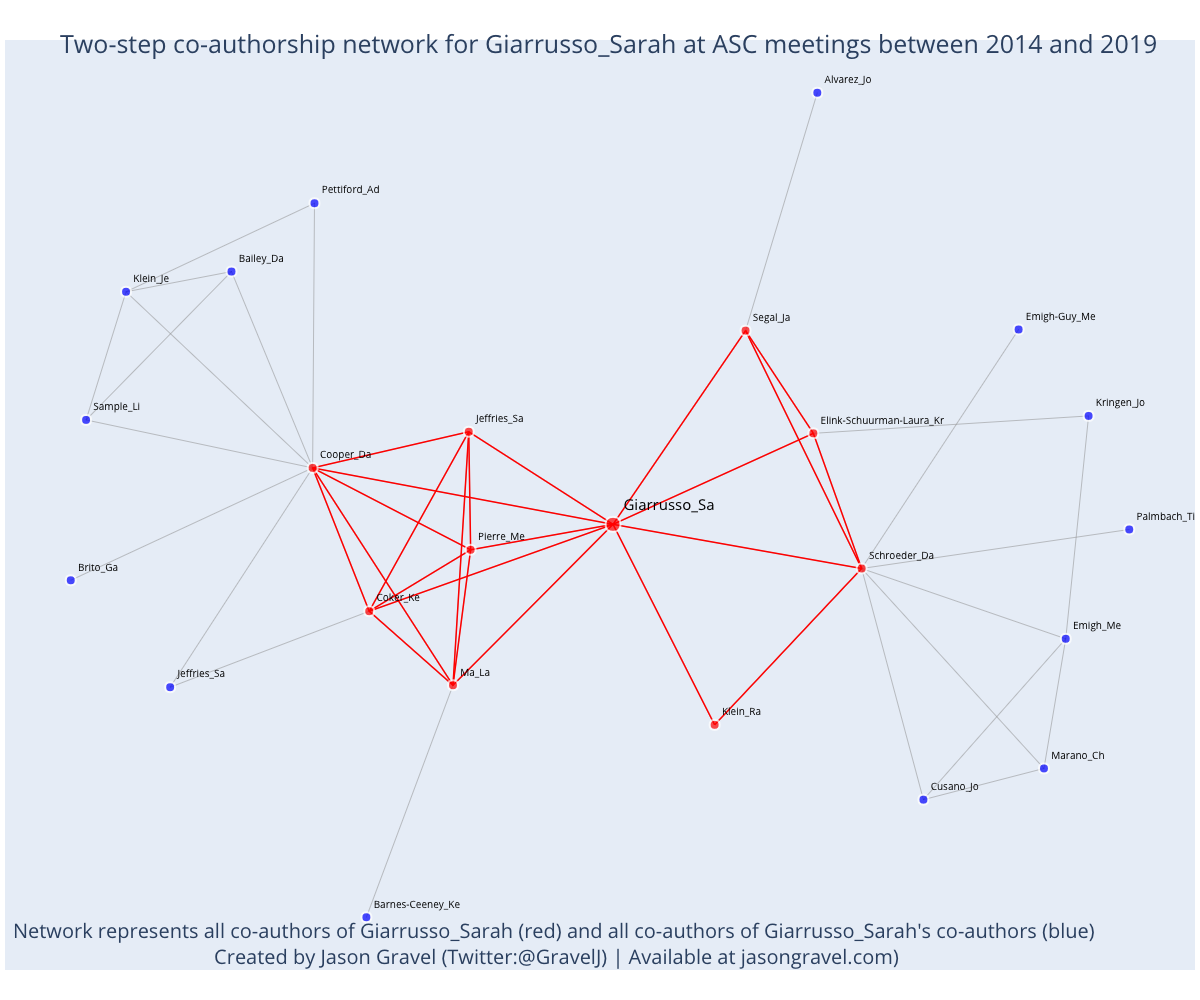 Two-step co-authorship network for Giarrusso_Sarah at ASC meetings between 2014 and 2019
Alvarez_Jo
Pettiford_Ad
Bailey_Da
Klein_Je
Segal_Ja
Emigh-Guy_Me
Sample_Li
Kringen_Jo
Jeffries_Sa
Elink-Schuurman-Laura_Kr
Cooper_Da
Giarrusso_Sa
Palmbach_Ti
Pierre_Me
Schroeder_Da
Brito_Ga
Coker_Ke
Emigh_Me
Jeffries_Sa
Ma_La
Klein_Ra
Marano_Ch
Cusano_Jo
Barnes-Ceeney_Ke
Network represents all co-authors of Giarrusso_Sarah (red) and all co-authors of Giarrusso_Sarah's co-authors (blue)
Created by Jason Gravel (Twitter:@GravelJ) | Available at jasongravel.com)